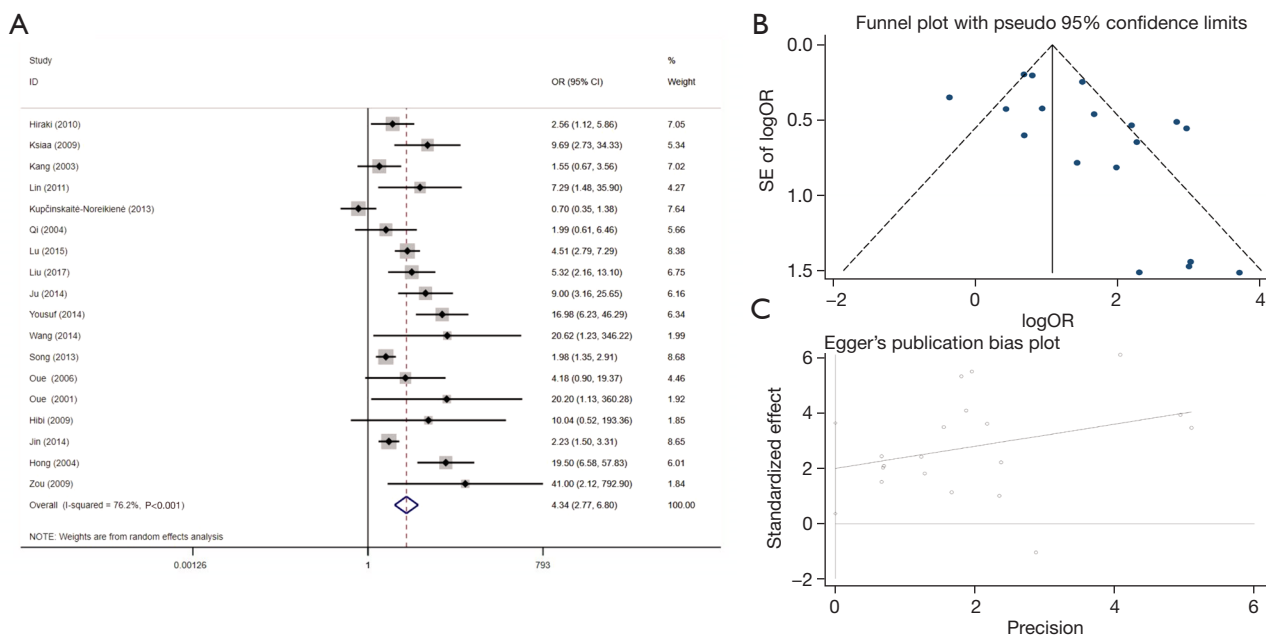 A
Study
%
ID OR (95% CI) Weight
Hiraki (2010) 2.56 (1.12, 5.86) 7.05
Ksiaa (2009) 9.69 (2.73, 34.33) 5.34
Kang (2003) 1.55 (0.67, 3.56) 7.02
Lin (2011) 7.29 (1.48, 35.90) 4.27
Kupčinskaitė-Noreikienė (2013) 0.70 (0.35, 1.38) 7.64
Qi (2004) 1.99 (0.61, 6.46) 5.66
Lu (2015) 4.51 (2.79, 7.29) 8.38
Liu (2017) 5.32 (2.16, 13.10) 6.75
Ju (2014) 9.00 (3.16, 25.65) 6.16
Yousuf (2014) 16.98 (6.23, 46.29) 6.34
Wang (2014) 20.62 (1.23, 346.22) 1.99
Song (2013) 1.98 (1.35, 2.91) 8.68
Oue (2006) 4.18 (0.90, 19.37) 4.46
Oue (2001) 20.20 (1.13, 360.28) 1.92
Hibi (2009) 10.04 (0.52, 193.36) 1.85
Jin (2014) 2.23 (1.50, 3.31) 8.65
Hong (2004) 19.50 (6.58, 57.83) 6.01
Zou (2009) 41.00 (2.12, 792.90) 1.84
Overall (I-squared = 76.2%, P<0.001) 4.34 (2.77, 6.80) 100.00
NOTE: Weights are from random effects analysis
0.00126 1 793
B
Funnel plot with pseudo 95% confidence limits
SE of logOR
0.0
0.5
1.0
1.5
−2 0 2 4
logOR
C
Egger's publication bias plot
Standardized effect
6
4
2
0
−2
0 2 4 6
Precision